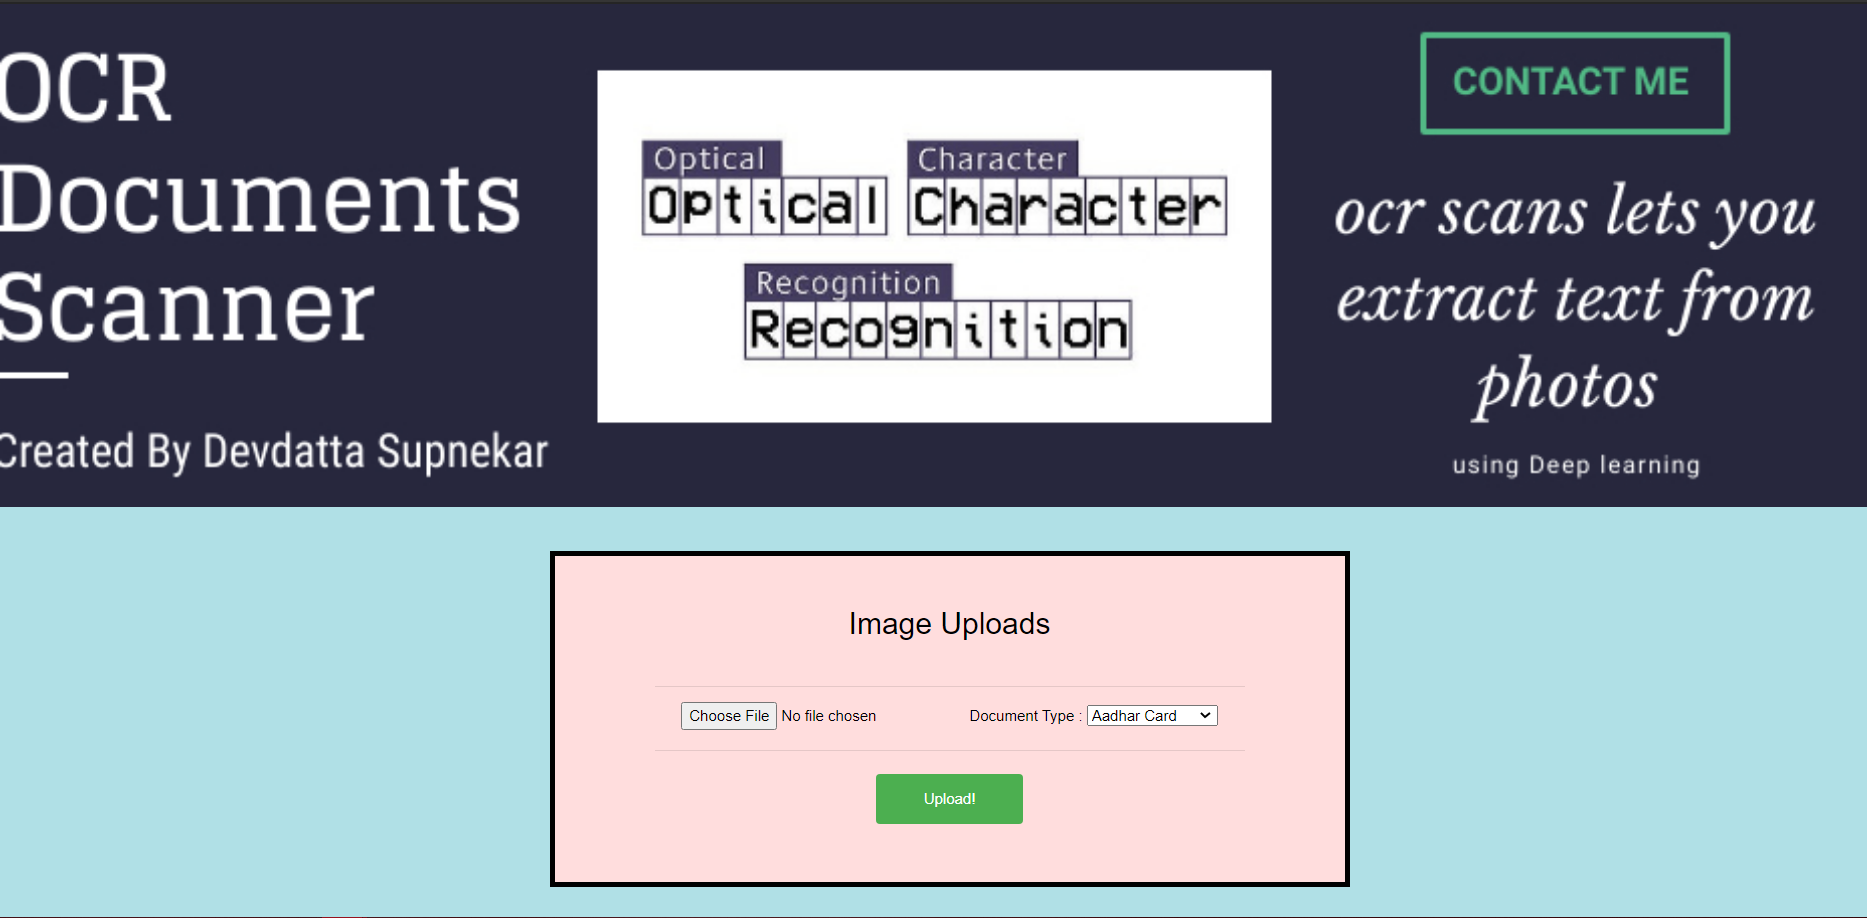 OCR
Documents
Scanner
Created By Devdatta Supnekar
Optical Character
Optical Character
Recognition
Recognition
CONTACT ME
ocr scans lets you
extract text from
photos
using Deep learning
Image Uploads
Choose File No file chosen Document Type : Aadhar Card
Upload!